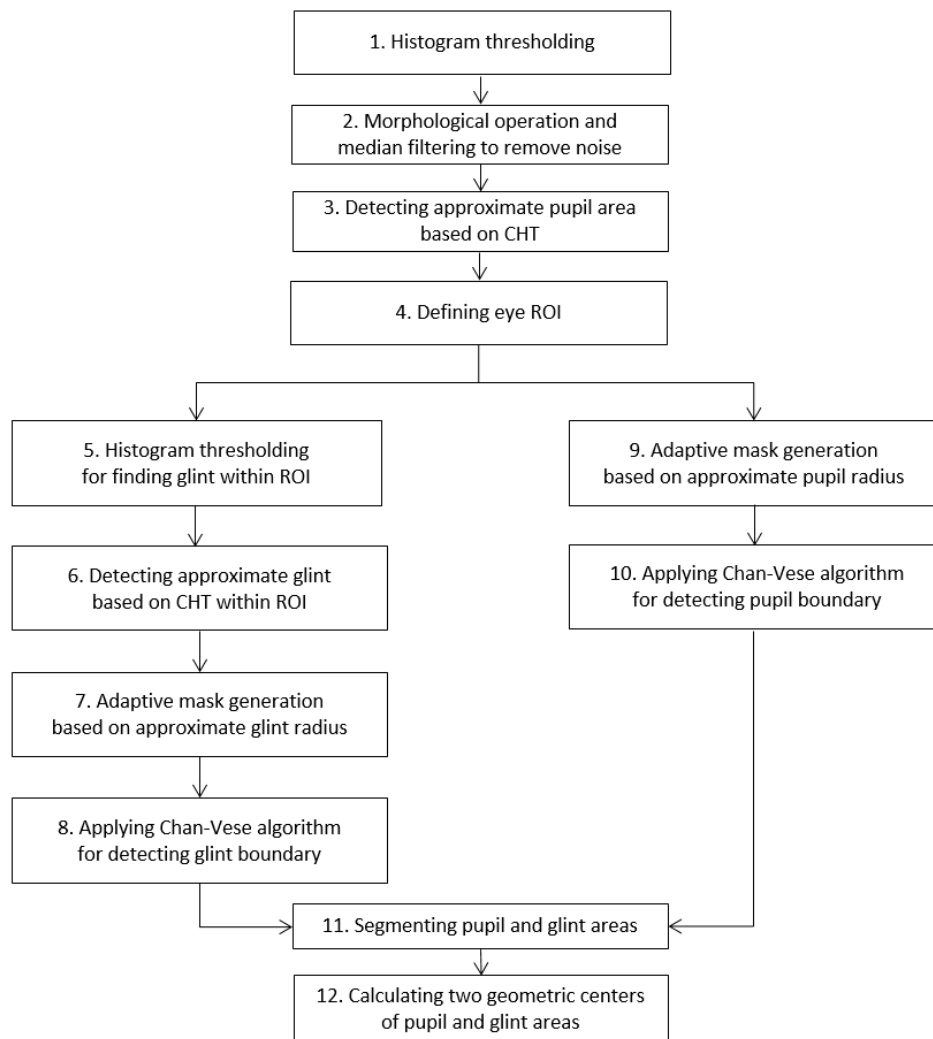 1. Histogram thresholding
2. Morphological operation and
median filtering to remove noise
3. Detecting approximate pupil area
based on CHT
4. Defining eye ROI
5. Histogram thresholding
for finding glint within ROI
6. Detecting approximate glint
based on CHT within ROI
7. Adaptive mask generation
based on approximate glint radius
8. Applying Chan-Vese algorithm
for detecting glint boundary
9. Adaptive mask generation
based on approximate pupil radius
10. Applying Chan-Vese algorithm
for detecting pupil boundary
11. Segmenting pupil and glint areas
12. Calculating two geometric centers
of pupil and glint areas